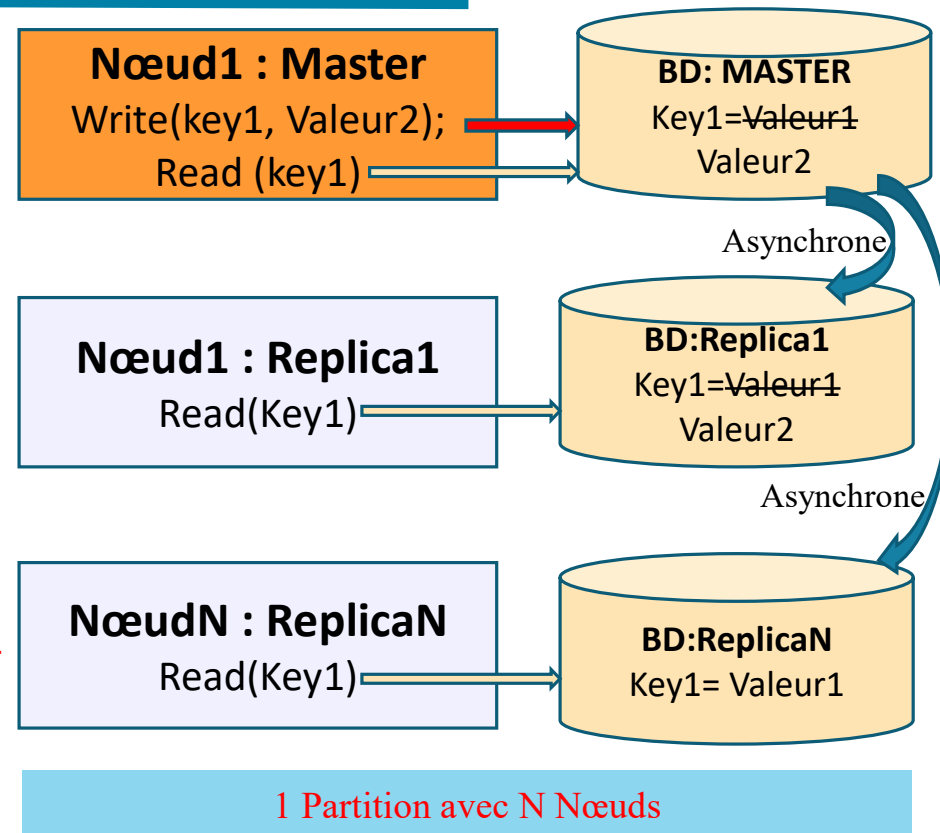 Nœud1 : Master
Write(key1, Valeur2);
Read (key1)
BD: MASTER
Key1=Valeur1
Valeur2
Asynchrone
Nœud1 : Replica1
Read(Key1)
BD:Replica1
Key1=Valeur1
Valeur2
Asynchrone
NœudN : ReplicaN
Read(Key1)
BD:ReplicaN
Key1= Valeur1
1 Partition avec N Nœuds